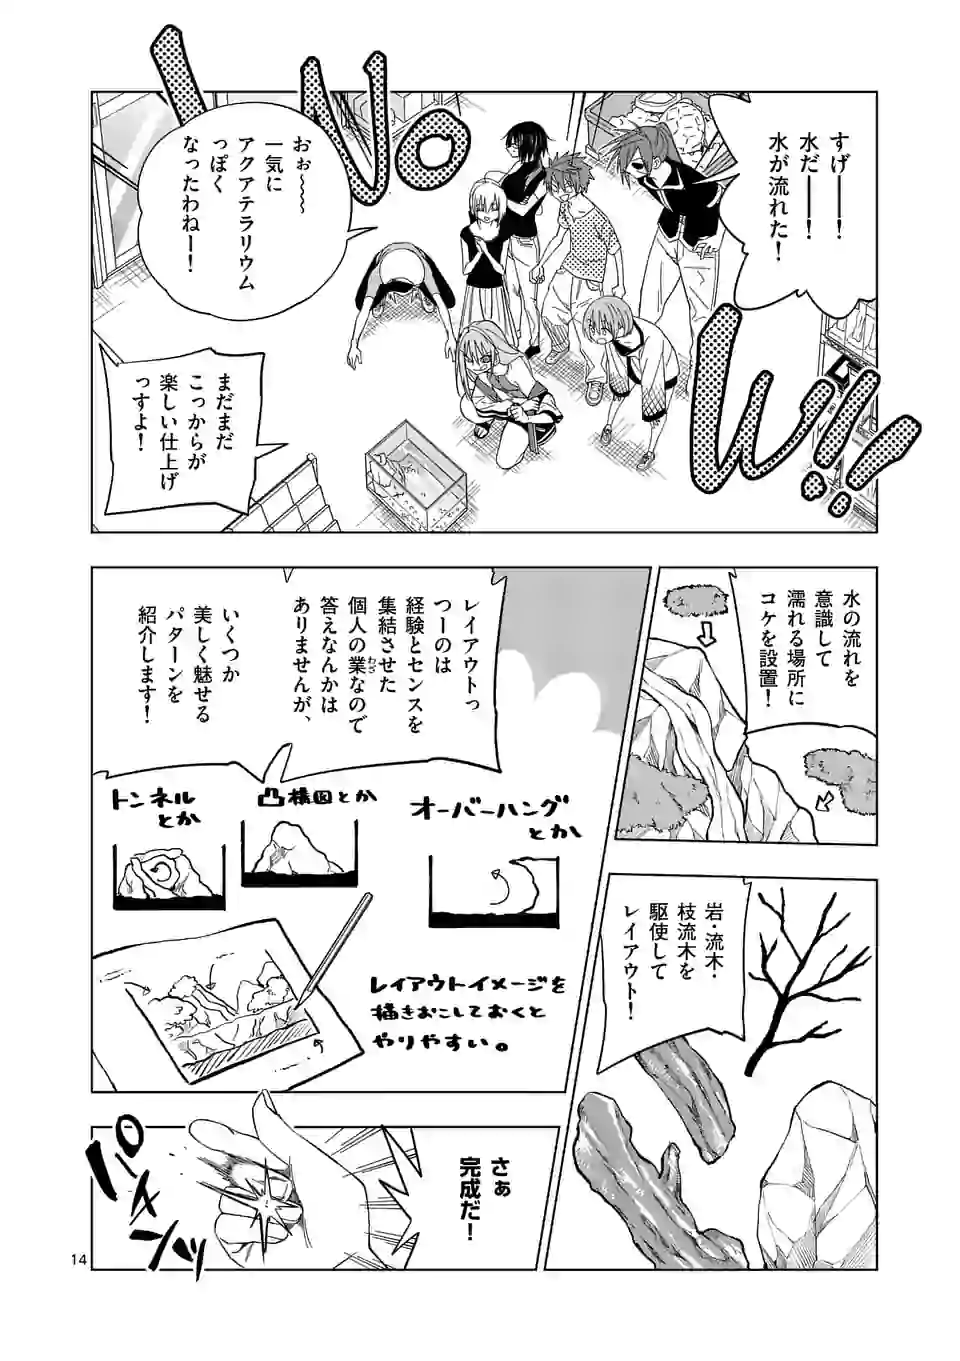 すげ――！
水だ――！
水が流れた！
おぉ～～～
一気に
アクアテラリウム
っぽく
なったわねー！
まだまだ
こっからが
楽しい仕上げ
っすよ！
水の流れを
意識して
濡れる場所に
コケを設置！
レイアウトっ
つーのは
経験とセンスを
集結させた
個人の業なので
わざ
答えなんかは
ありませんが、
いくつか
美しく魅せる
パターンを
紹介します！
オーバーハング
とか
凸構図とか
トンネル
とか
レイアウトイメージを
描きおこしておくと
やりやすい。
岩・流木・
枝流木を
駆使して
レイアウト！
さぁ
完成だ！
パーチンッ
14